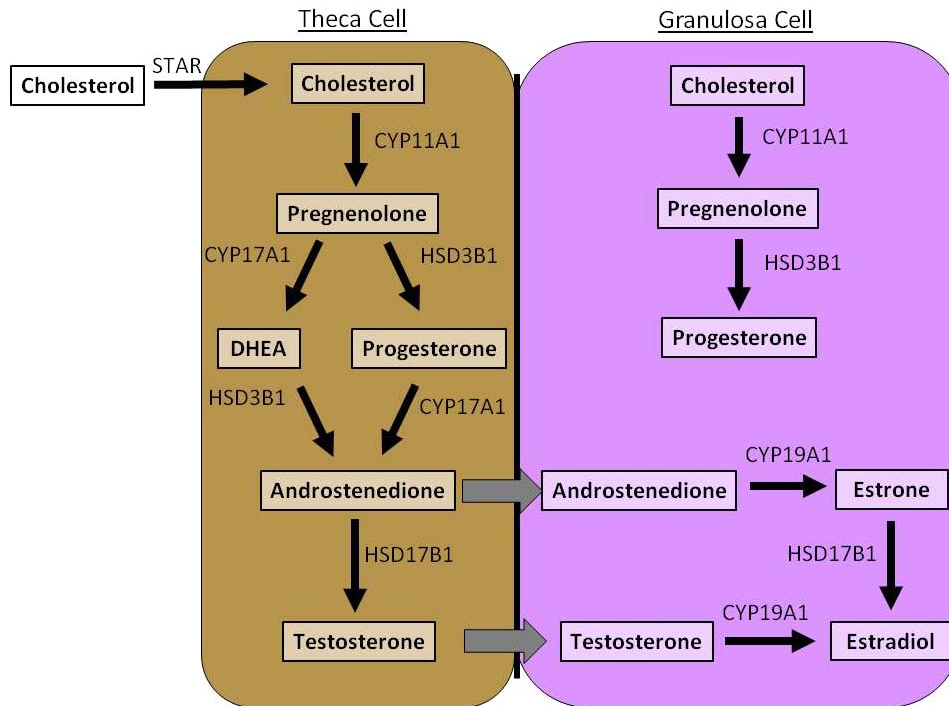 Theca Cell
Granulosa Cell
Cholesterol
STAR
Cholesterol
CYP11A1
Pregnenolone
CYP17A1
HSD3B1
DHEA
Progesterone
HSD3B1
CYP17A1
Androstenedione
HSD17B1
Testosterone
Cholesterol
CYP11A1
Pregnenolone
HSD3B1
Progesterone
Androstenedione
CYP19A1
Estrone
HSD17B1
Testosterone
CYP19A1
Estradiol